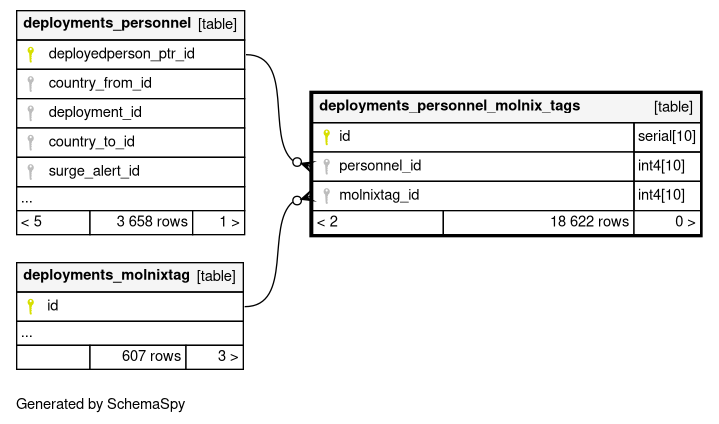 deployments_personnel [table]
deployedperson_ptr_id
country_from_id
deployment_id
country_to_id
surge_alert_id
...
< 5 3 658 rows 1 >
deployments_personnel_molnix_tags [table]
id serial[10]
personnel_id int4[10]
molnixtag_id int4[10]
< 2 18 622 rows 0 >
deployments_molnixtag [table]
id
...
607 rows 3 >
Generated by SchemaSpy